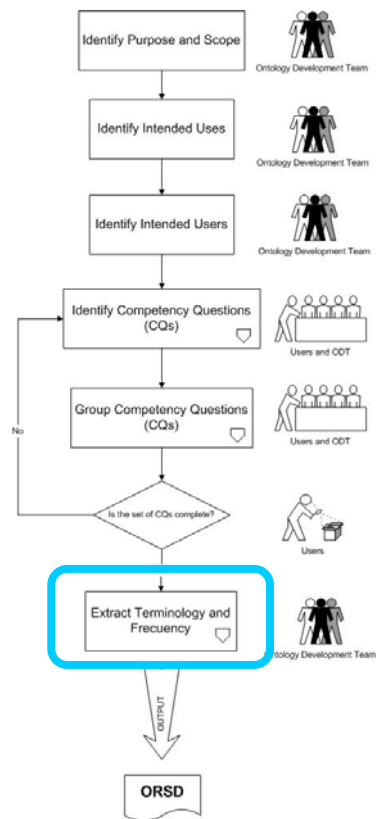 Identify Purpose and Scope
Ontology Development Team
Identify Intended Uses
Ontology Development Team
Identify Intended Users
Ontology Development Team
Identify Competency Questions
(CQs)
Users and ODT
Group Competency Questions
(CQs)
Users and ODT
No
Is the set of CQs complete?
Users
Extract Terminology and
Frecuency
ntology Development Team
OUTPUT
ORSD